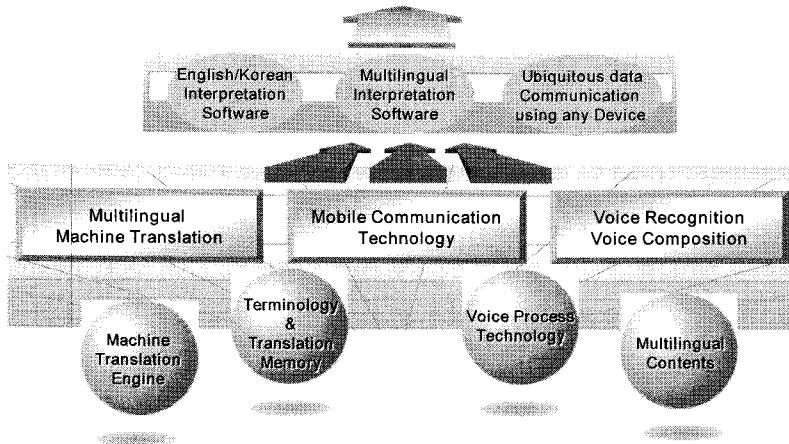 English/Korean
Interpretation
Software
Multilingual
Interpretation
Software
Ubiquitous data
Communication
using any Device
Multilingual
Machine Translation
Mobile Communication
Technology
Voice Recognition
Voice Composition
Machine
Translation
Engine
Terminology
&
Translation
Memory
Voice Process
Technology
Multilingual
Contents